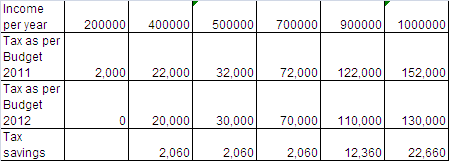 Income
per year 200000 400000 500000 700000 900000 1000000
Tax as per
Budget
2011 2,000 22,000 32,000 72,000 122,000 152,000
Tax as per
Budget
2012 0 20,000 30,000 70,000 110,000 130,000
Tax
savings 2,060 2,060 2,060 12,360 22,660